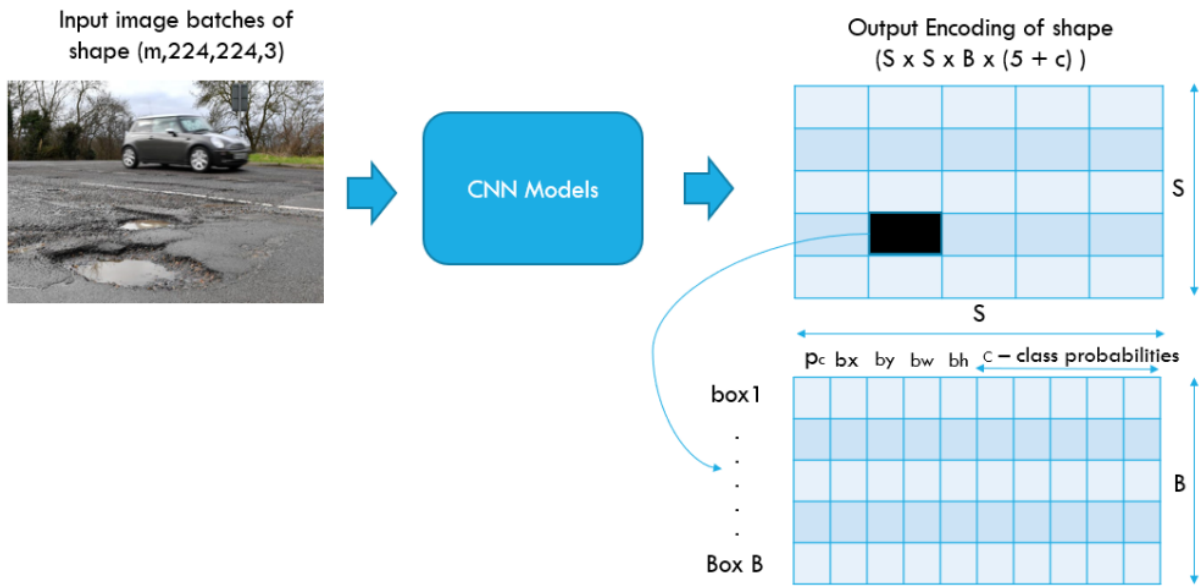 Input image batches of
shape (m,224,224,3)
CNN Models
Output Encoding of shape
(S x S x B x (5 + c) )
S
S
pc bx by bw bh c – class probabilities
box1
.
.
.
.
.
Box B
B